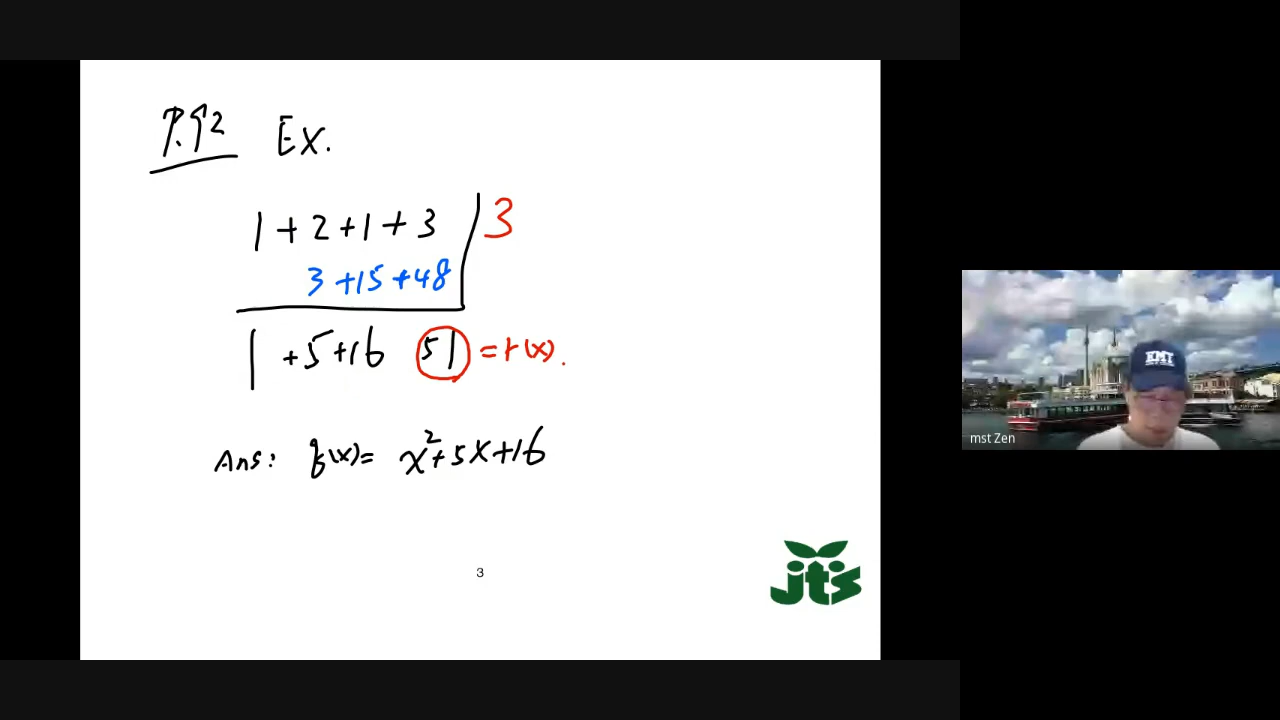 P.92 Ex.
1 + 2 + 1 + 3 | 3
3 + 15 + 48
1 + 5 + 16 51 = r(x).
Ans: q(x) = x² + 5x + 16
3
jts
EMI
mst Zen